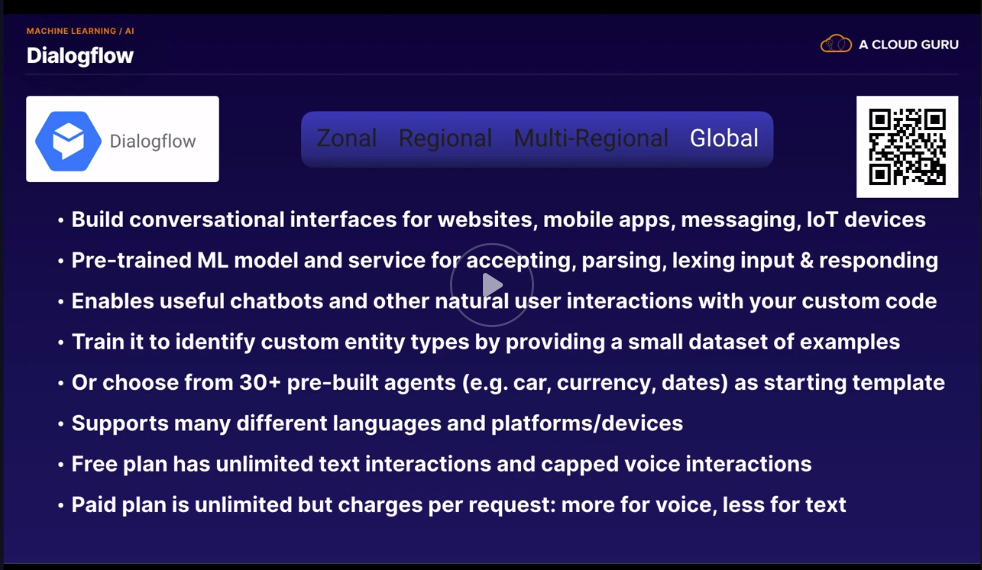 MACHINE LEARNING / AI
Dialogflow
A CLOUD GURU
Dialogflow
Zonal Regional Multi-Regional Global
• Build conversational interfaces for websites, mobile apps, messaging, IoT devices
• Pre-trained ML model and service for accepting, parsing, lexing input & responding
• Enables useful chatbots and other natural user interactions with your custom code
• Train it to identify custom entity types by providing a small dataset of examples
• Or choose from 30+ pre-built agents (e.g. car, currency, dates) as starting template
• Supports many different languages and platforms/devices
• Free plan has unlimited text interactions and capped voice interactions
• Paid plan is unlimited but charges per request: more for voice, less for text